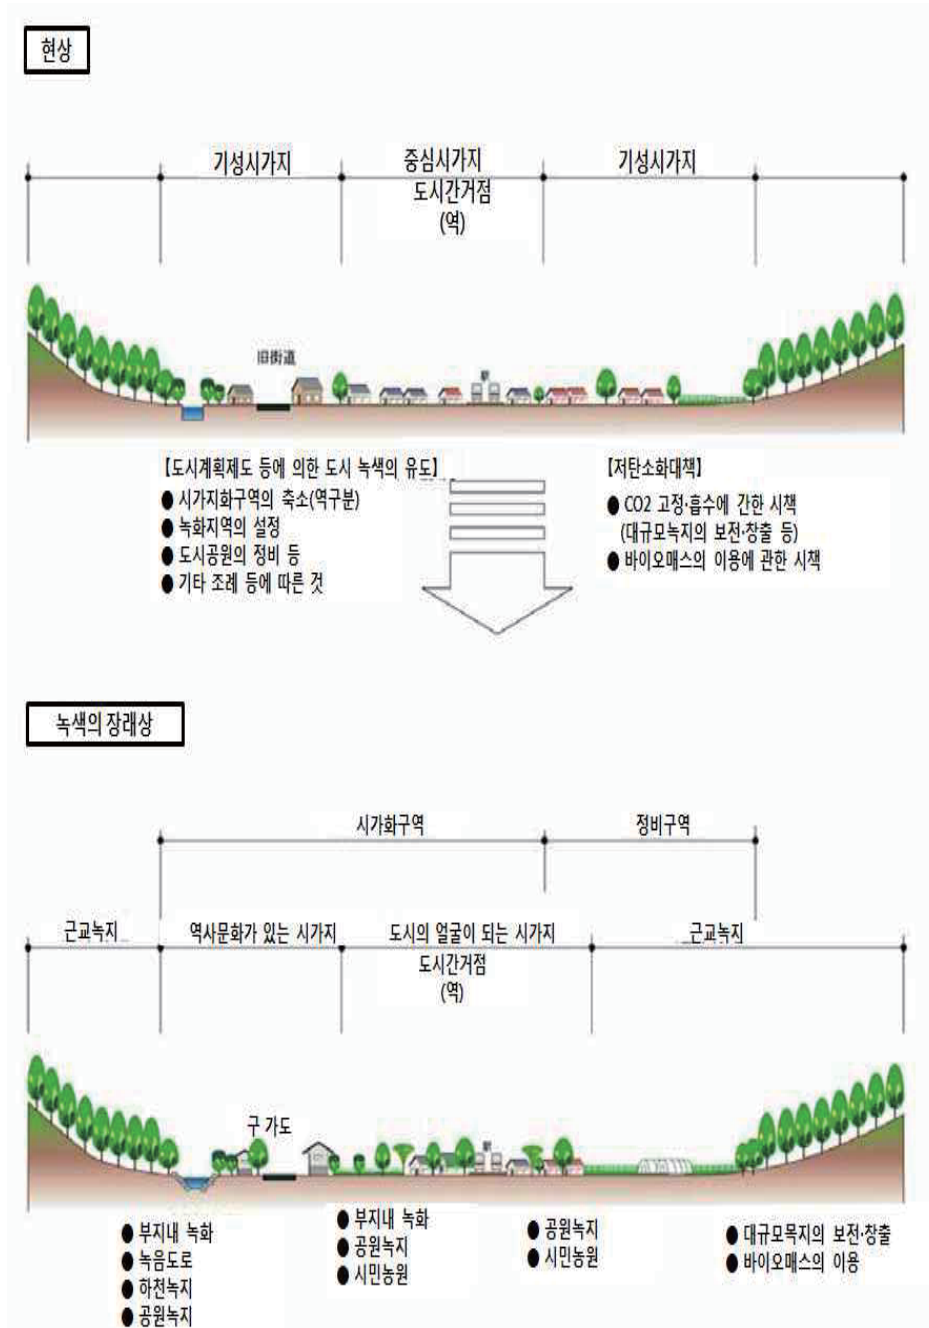 현상
기성시가지
중심시가지
기성시가지
도시간거점
(역)
旧街道
駅
【도시계획제도 등에 의한 도시 녹색의 유도】
● 시가지화구역의 축소(역구분)
● 녹화지역의 설정
● 도시공원의 정비 등
● 기타 조례 등에 따른 것
【저탄소화대책】
● CO2 고정·흡수에 간한 시책
(대규모녹지의 보전·창출 등)
● 바이오매스의 이용에 관한 시책
녹색의 장래상
시가화구역
정비구역
근교녹지
역사문화가 있는 시가지
도시의 얼굴이 되는 시가지
근교녹지
도시간거점
(역)
구 가도
駅
● 부지내 녹화
● 녹음도로
● 하천녹지
● 공원녹지
● 부지내 녹화
● 공원녹지
● 시민농원
● 공원녹지
● 시민농원
● 대규모목지의 보전·창출
● 바이오매스의 이용